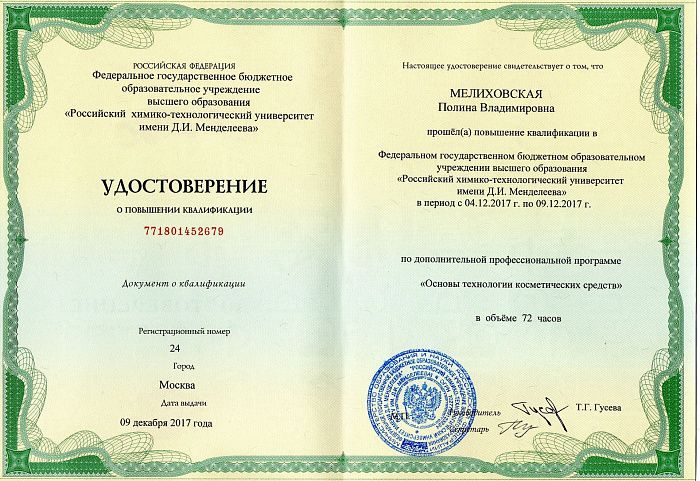 РОССИЙСКАЯ ФЕДЕРАЦИЯ
Федеральное государственное бюджетное
образовательное учреждение
высшего образования
«Российский химико-технологический университет
имени Д.И. Менделеева»
УДОСТОВЕРЕНИЕ
О ПОВЫШЕНИИ КВАЛИФИКАЦИИ
771801452679
Документ о квалификации
Регистрационный номер
24
Город
Москва
Дата выдачи
09 декабря 2017 года
Настоящее удостоверение свидетельствует о том, что
МЕЛИХОВСКАЯ
Полина Владимировна
прошёл(а) повышение квалификации в
Федеральном государственном бюджетном образовательном
учреждении высшего образования
«Российский химико-технологический университет
имени Д.И. Менделеева»
в период с 04.12.2017 г. по 09.12.2017 г.
по дополнительной профессиональной программе
«Основы технологии косметических средств»
в объёме 72 часов
М.П.
Руководитель
Т.Г. Гусева
Секретарь